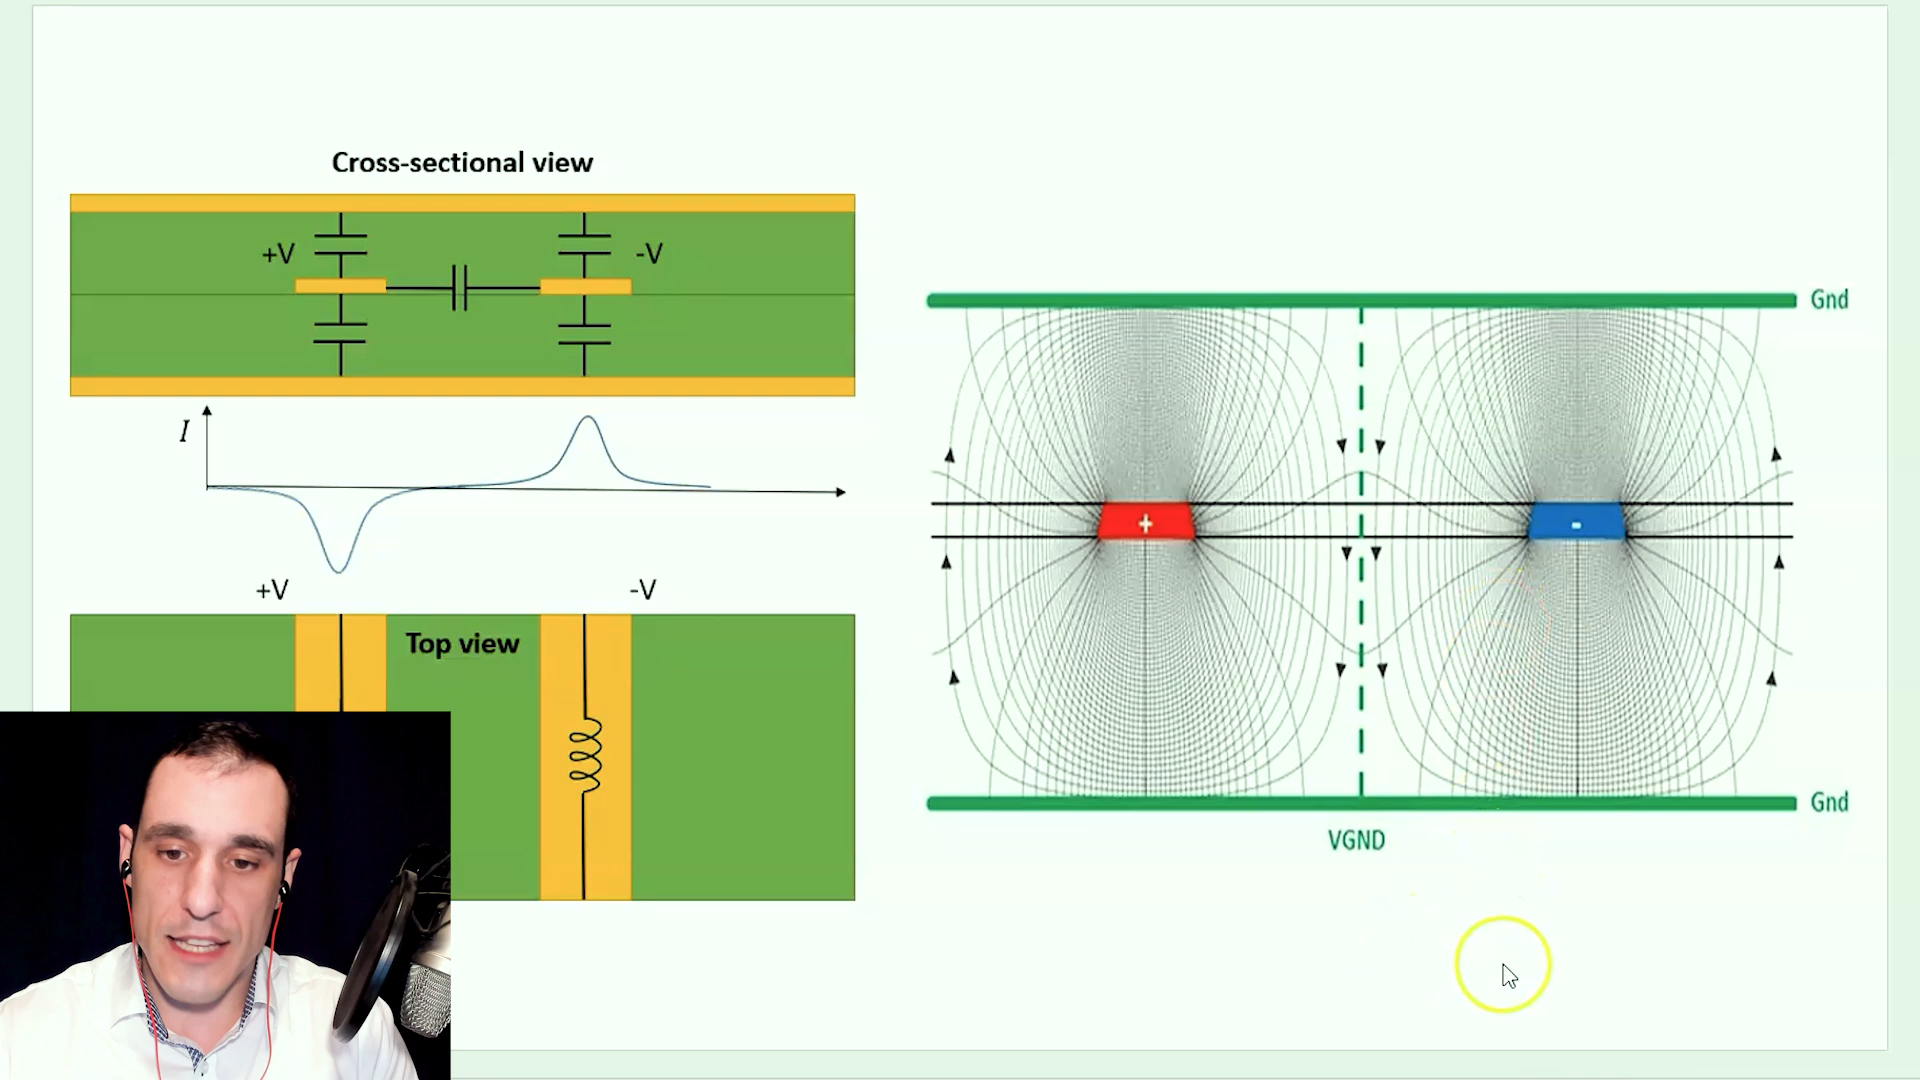 Cross-sectional view
+V
-V
I
+V
-V
Top view
Gnd
+
-
Gnd
VGND